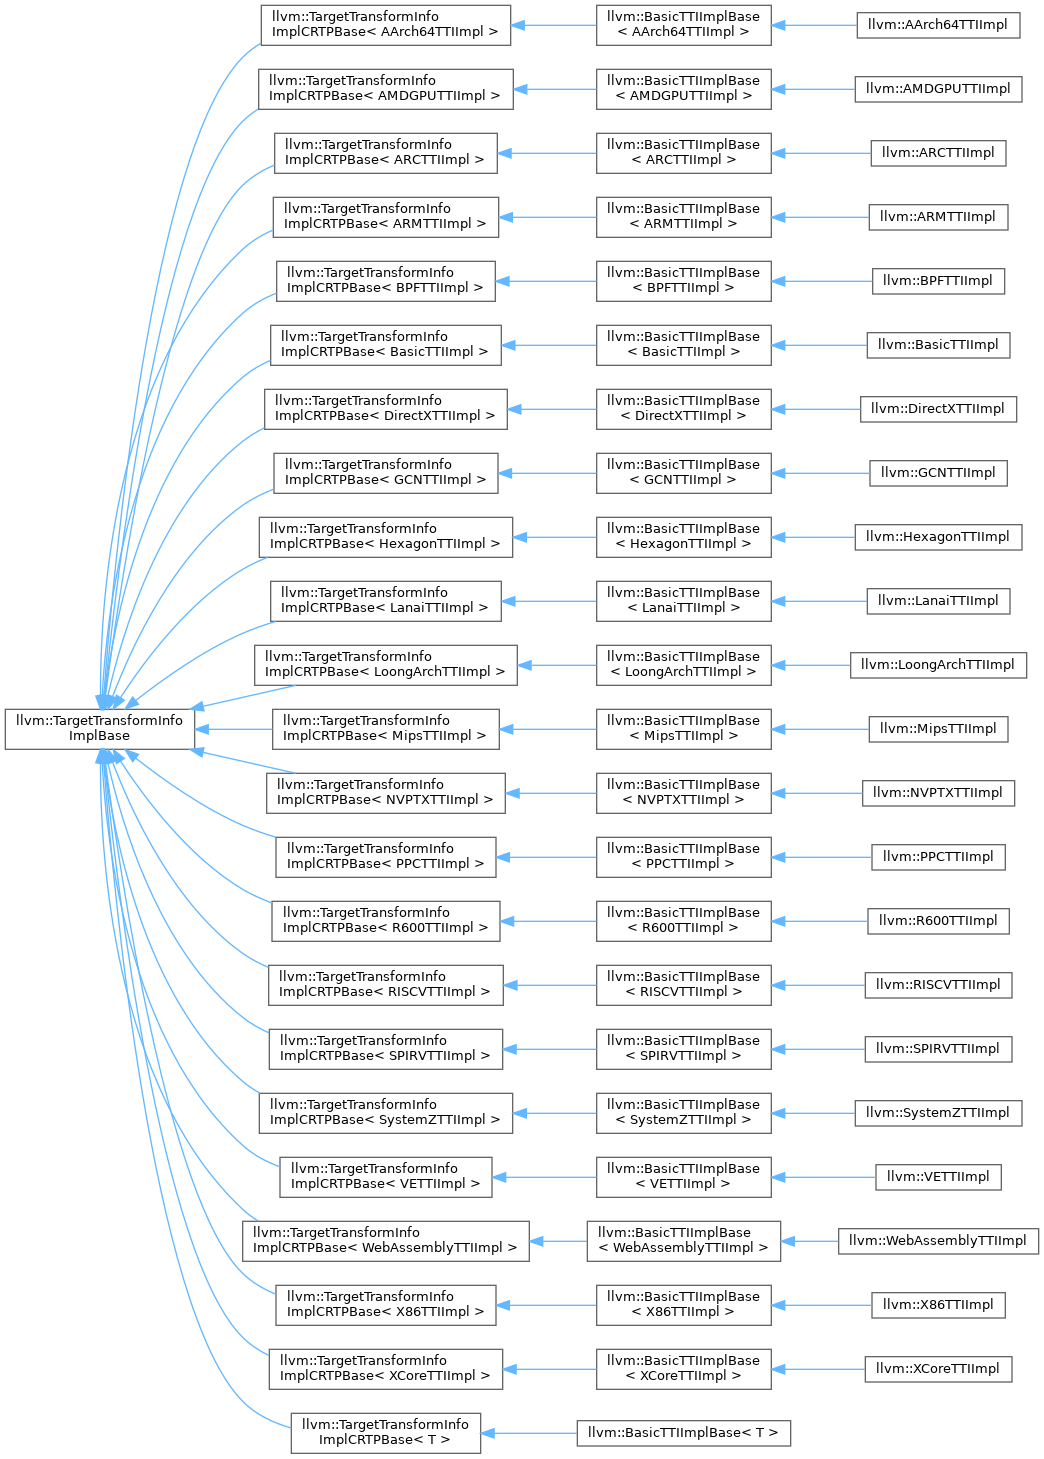 llvm::TargetTransformInfo
ImplCRTPBase< AArch64TTIImpl >
llvm::BasicTTIImplBase
< AArch64TTIImpl >
llvm::AArch64TTIImpl
llvm::TargetTransformInfo
ImplCRTPBase< AMDGPUTTIImpl >
llvm::BasicTTIImplBase
< AMDGPUTTIImpl >
llvm::AMDGPUTTIImpl
llvm::TargetTransformInfo
ImplCRTPBase< ARCTTIImpl >
llvm::BasicTTIImplBase
< ARCTTIImpl >
llvm::ARCTTIImpl
llvm::TargetTransformInfo
ImplCRTPBase< ARMTTIImpl >
llvm::BasicTTIImplBase
< ARMTTIImpl >
llvm::ARMTTIImpl
llvm::TargetTransformInfo
ImplCRTPBase< BPFTTIImpl >
llvm::BasicTTIImplBase
< BPFTTIImpl >
llvm::BPFTTIImpl
llvm::TargetTransformInfo
ImplCRTPBase< BasicTTIImpl >
llvm::BasicTTIImplBase
< BasicTTIImpl >
llvm::BasicTTIImpl
llvm::TargetTransformInfo
ImplCRTPBase< DirectXTTIImpl >
llvm::BasicTTIImplBase
< DirectXTTIImpl >
llvm::DirectXTTIImpl
llvm::TargetTransformInfo
ImplCRTPBase< GCNTTIImpl >
llvm::BasicTTIImplBase
< GCNTTIImpl >
llvm::GCNTTIImpl
llvm::TargetTransformInfo
ImplCRTPBase< HexagonTTIImpl >
llvm::BasicTTIImplBase
< HexagonTTIImpl >
llvm::HexagonTTIImpl
llvm::TargetTransformInfo
ImplCRTPBase< LanaiTTIImpl >
llvm::BasicTTIImplBase
< LanaiTTIImpl >
llvm::LanaiTTIImpl
llvm::TargetTransformInfo
ImplCRTPBase< LoongArchTTIImpl >
llvm::BasicTTIImplBase
< LoongArchTTIImpl >
llvm::LoongArchTTIImpl
llvm::TargetTransformInfo
ImplBase
llvm::TargetTransformInfo
ImplCRTPBase< MipsTTIImpl >
llvm::BasicTTIImplBase
< MipsTTIImpl >
llvm::MipsTTIImpl
llvm::TargetTransformInfo
ImplCRTPBase< NVPTXTTIImpl >
llvm::BasicTTIImplBase
< NVPTXTTIImpl >
llvm::NVPTXTTIImpl
llvm::TargetTransformInfo
ImplCRTPBase< PPCTTIImpl >
llvm::BasicTTIImplBase
< PPCTTIImpl >
llvm::PPCTTIImpl
llvm::TargetTransformInfo
ImplCRTPBase< R600TTIImpl >
llvm::BasicTTIImplBase
< R600TTIImpl >
llvm::R600TTIImpl
llvm::TargetTransformInfo
ImplCRTPBase< RISCVTTIImpl >
llvm::BasicTTIImplBase
< RISCVTTIImpl >
llvm::RISCVTTIImpl
llvm::TargetTransformInfo
ImplCRTPBase< SPIRVTTIImpl >
llvm::BasicTTIImplBase
< SPIRVTTIImpl >
llvm::SPIRVTTIImpl
llvm::TargetTransformInfo
ImplCRTPBase< SystemZTTIImpl >
llvm::BasicTTIImplBase
< SystemZTTIImpl >
llvm::SystemZTTIImpl
llvm::TargetTransformInfo
ImplCRTPBase< VETTIImpl >
llvm::BasicTTIImplBase
< VETTIImpl >
llvm::VETTIImpl
llvm::TargetTransformInfo
ImplCRTPBase< WebAssemblyTTIImpl >
llvm::BasicTTIImplBase
< WebAssemblyTTIImpl >
llvm::WebAssemblyTTIImpl
llvm::TargetTransformInfo
ImplCRTPBase< X86TTIImpl >
llvm::BasicTTIImplBase
< X86TTIImpl >
llvm::X86TTIImpl
llvm::TargetTransformInfo
ImplCRTPBase< XCoreTTIImpl >
llvm::BasicTTIImplBase
< XCoreTTIImpl >
llvm::XCoreTTIImpl
llvm::TargetTransformInfo
ImplCRTPBase< T >
llvm::BasicTTIImplBase< T >